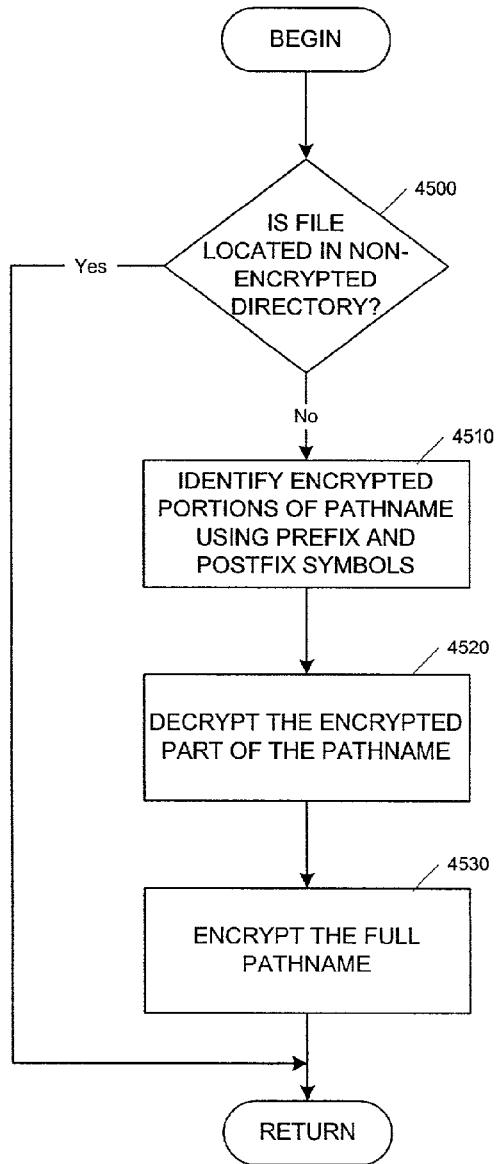 BEGIN
4500
IS FILE
LOCATED IN NON-
ENCRYPTED
DIRECTORY?
Yes
No
4510
IDENTIFY ENCRYPTED
PORTIONS OF PATHNAME
USING PREFIX AND
POSTFIX SYMBOLS
4520
DECRYPT THE ENCRYPTED
PART OF THE PATHNAME
4530
ENCRYPT THE FULL
PATHNAME
RETURN